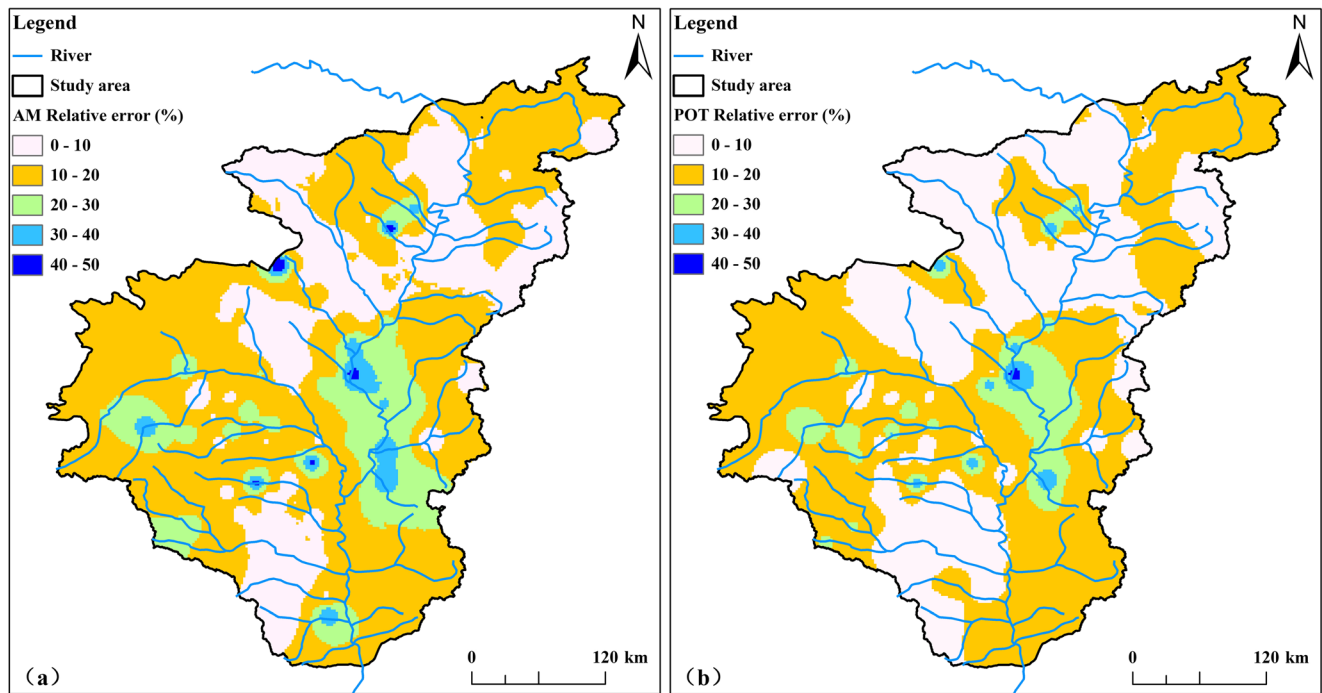 Legend
River
Study area
AM Relative error (%)
0 - 10
10 - 20
20 - 30
30 - 40
40 - 50
N
(a)
0 120 km
Legend
River
Study area
POT Relative error (%)
0 - 10
10 - 20
20 - 30
30 - 40
40 - 50
N
(b)
0 120 km